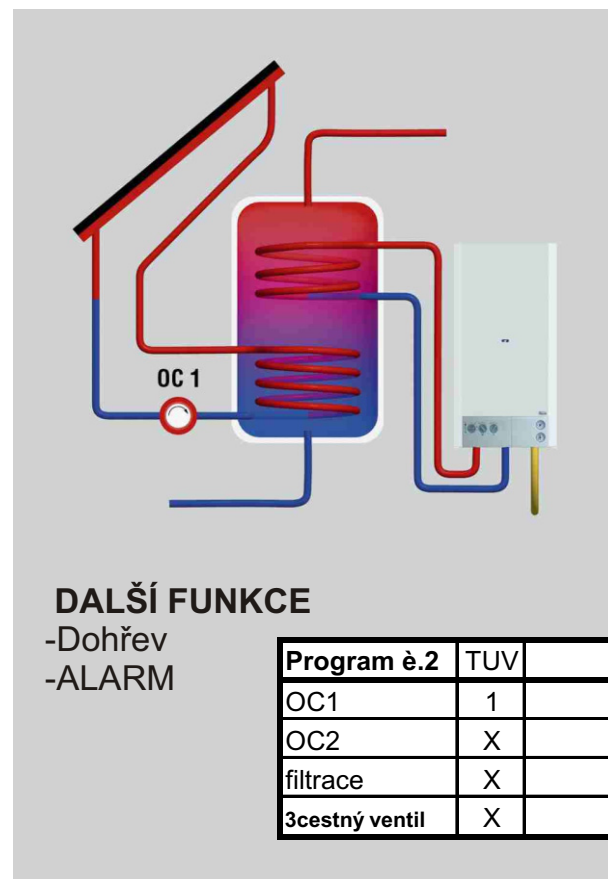 OC 1
DALŠÍ FUNKCE
-Dohřev
-ALARM
Program è.2 TUV
OC1 1
OC2 X
filtrace X
3cestný ventil X